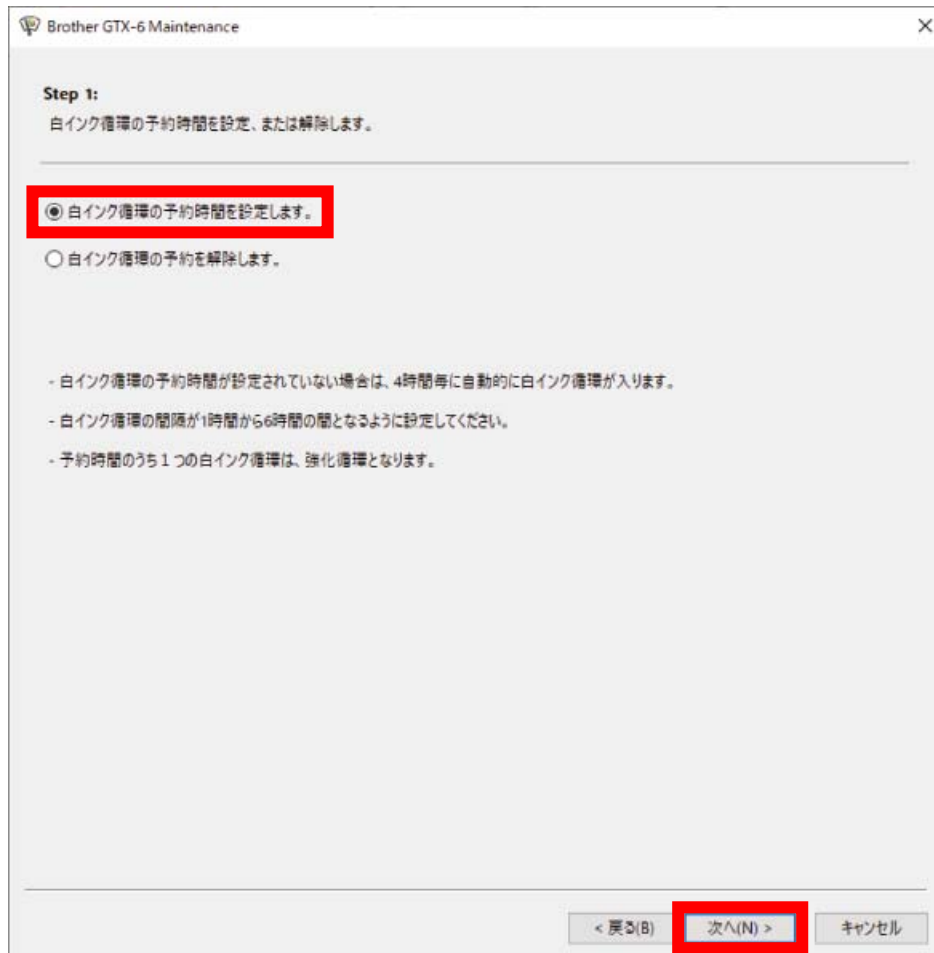 Brother GTX-6 Maintenance
Step 1:
白インク循環の予約時間を設定、または解除します。
白インク循環の予約時間を設定します。
白インク循環の予約を解除します。
- 白インク循環の予約時間が設定されていない場合は、4時間毎に自動的に白インク循環が入ります。
- 白インク循環の間隔が1時間から6時間の間となるように設定してください。
- 予約時間のうち１つの白インク循環は、強化循環となります。
< 戻る(B) 次へ(N) > キャンセル